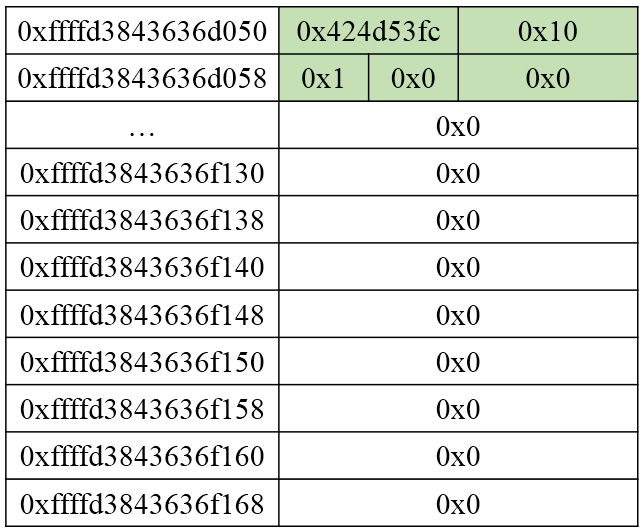 0xffffd3843636d050 0x424d53fc 0x10
0xffffd3843636d058 0x1 0x0 0x0
… 0x0
0xffffd3843636f130 0x0
0xffffd3843636f138 0x0
0xffffd3843636f140 0x0
0xffffd3843636f148 0x0
0xffffd3843636f150 0x0
0xffffd3843636f158 0x0
0xffffd3843636f160 0x0
0xffffd3843636f168 0x0